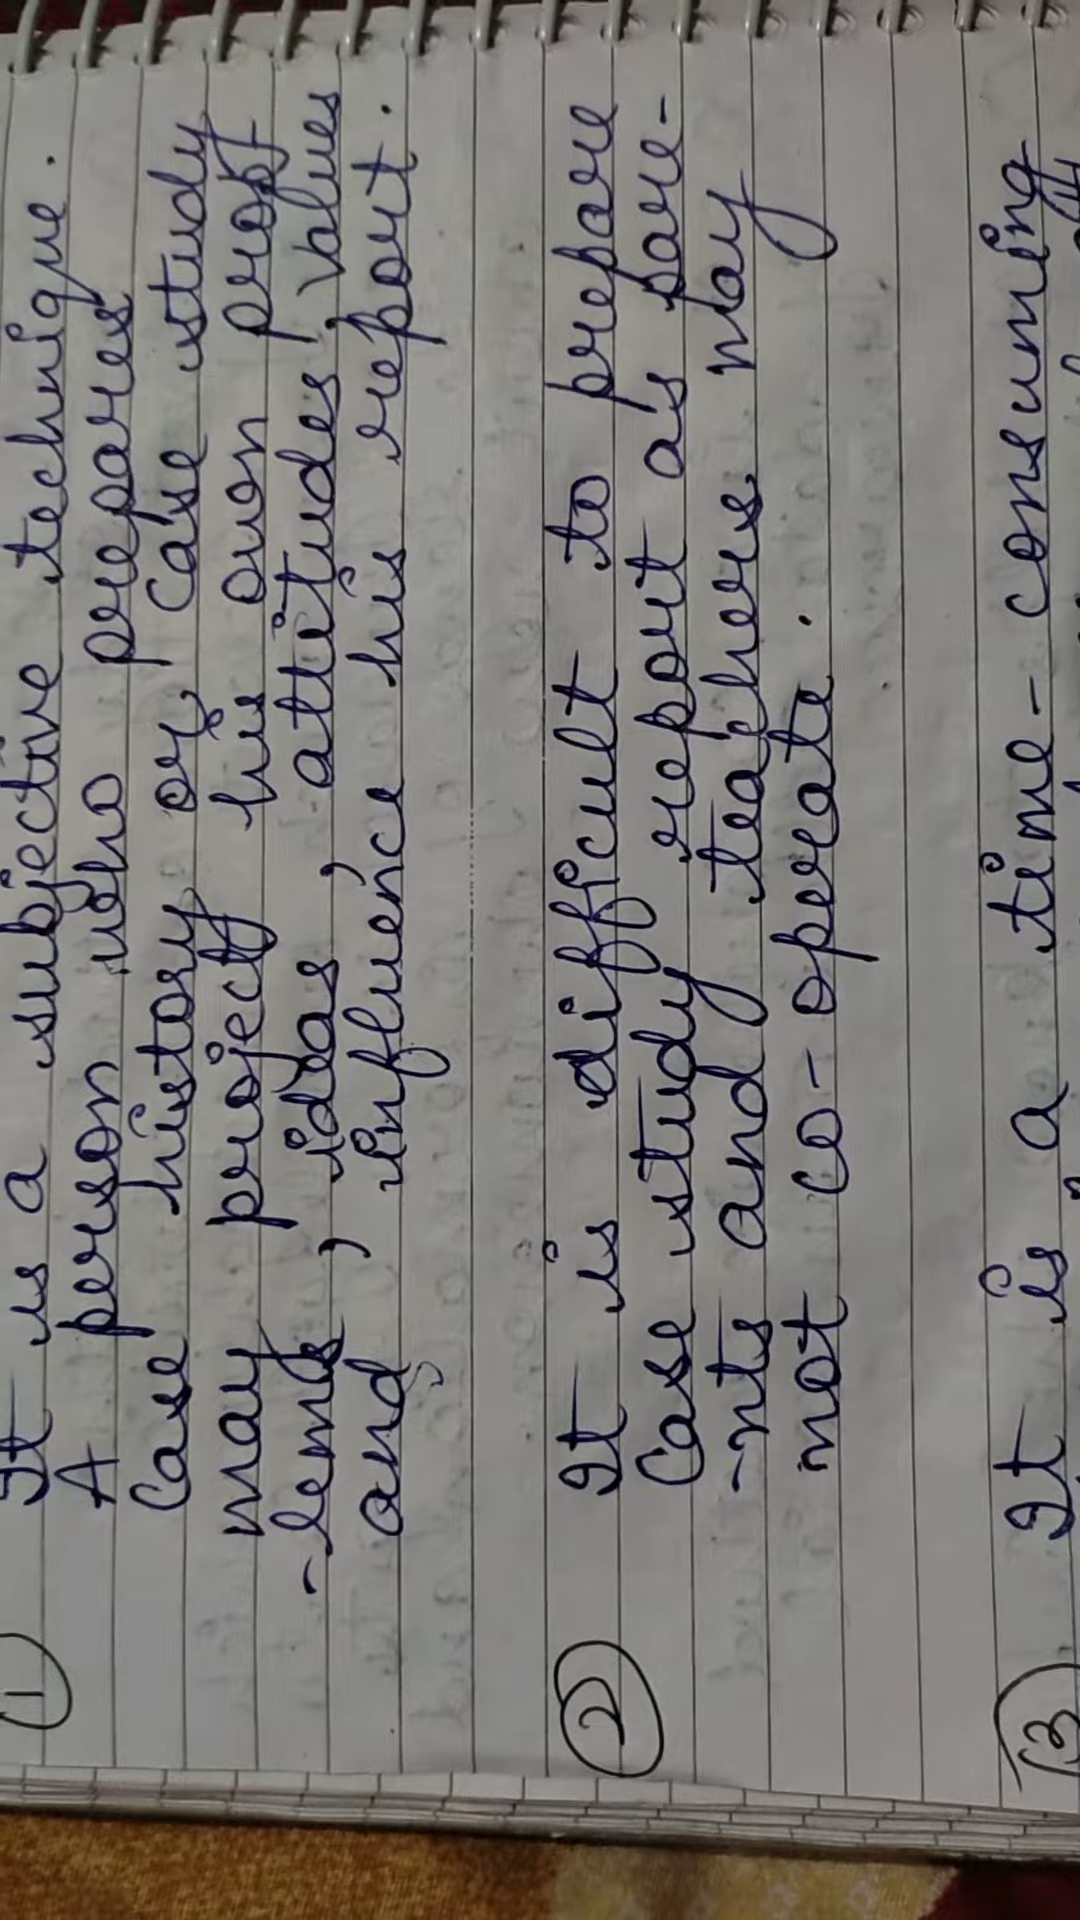 1
It is a subjective technique.
A person who prepares
Case history or, Case study
may project his own prob
-lems, ideas, attitudes, values
and, influence his report.
2
It is difficult to prepare
Case study report as pare-
-nts and teachers may
not co-operate.
3
It is a time-consuming